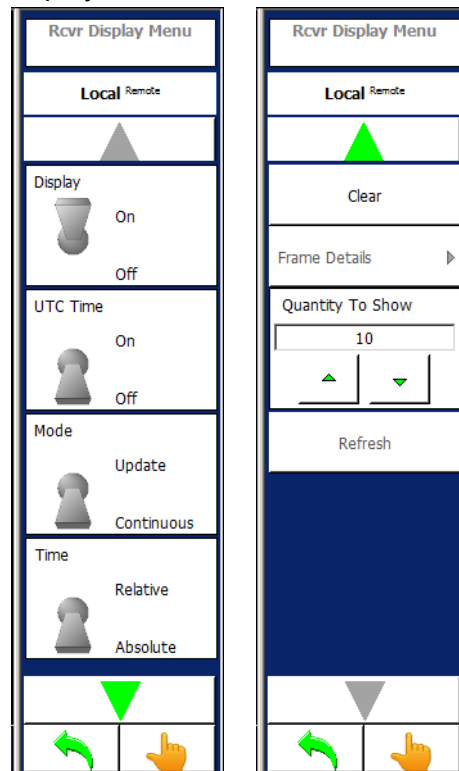 Rcvr Display Menu
Local Remote
Display
On
Off
UTC Time
On
Off
Mode
Update
Continuous
Time
Relative
Absolute
Rcvr Display Menu
Local Remote
Clear
Frame Details
Quantity To Show
10
Refresh